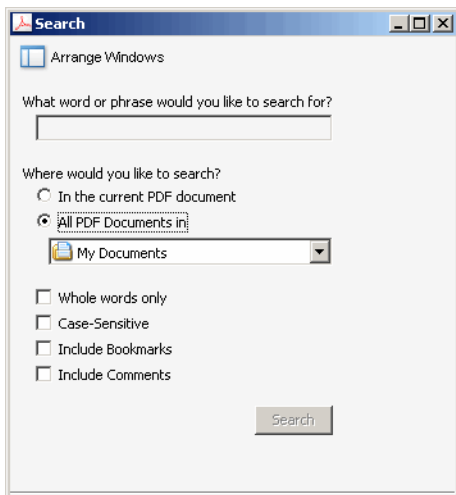 Search
Arrange Windows
What word or phrase would you like to search for?
Where would you like to search?
In the current PDF document
All PDF Documents in
My Documents
Whole words only
Case-Sensitive
Include Bookmarks
Include Comments
Search